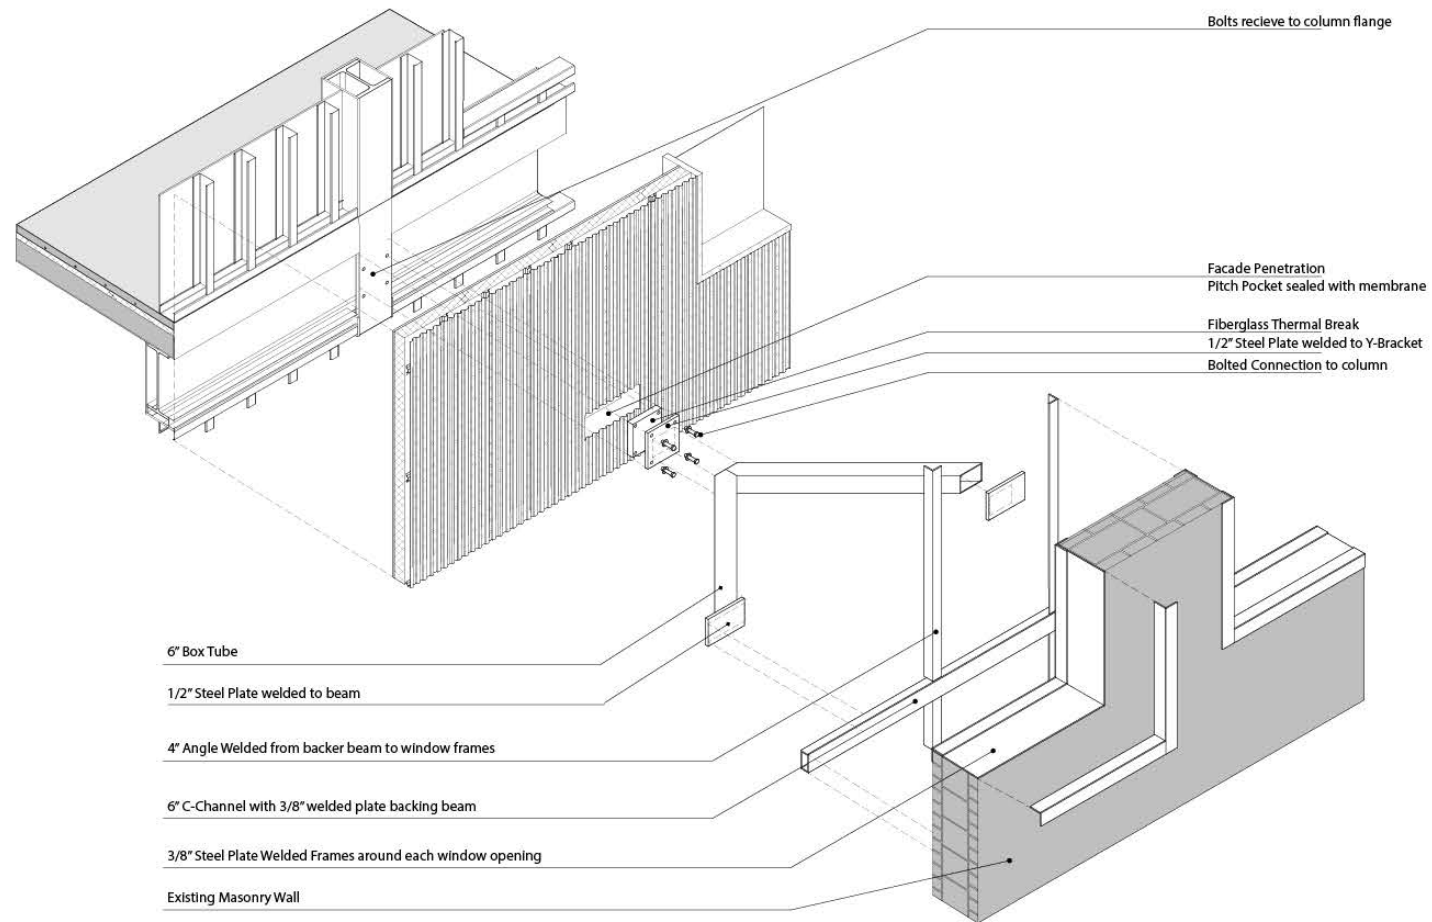 Bolts recieve to column flange
Facade Penetration
Pitch Pocket sealed with membrane
Fiberglass Thermal Break
1/2" Steel Plate welded to Y-Bracket
Bolted Connection to column
6" Box Tube
1/2" Steel Plate welded to beam
4" Angle Welded from backer beam to window frames
6" C-Channel with 3/8" welded plate backing beam
3/8" Steel Plate Welded Frames around each window opening
Existing Masonry Wall